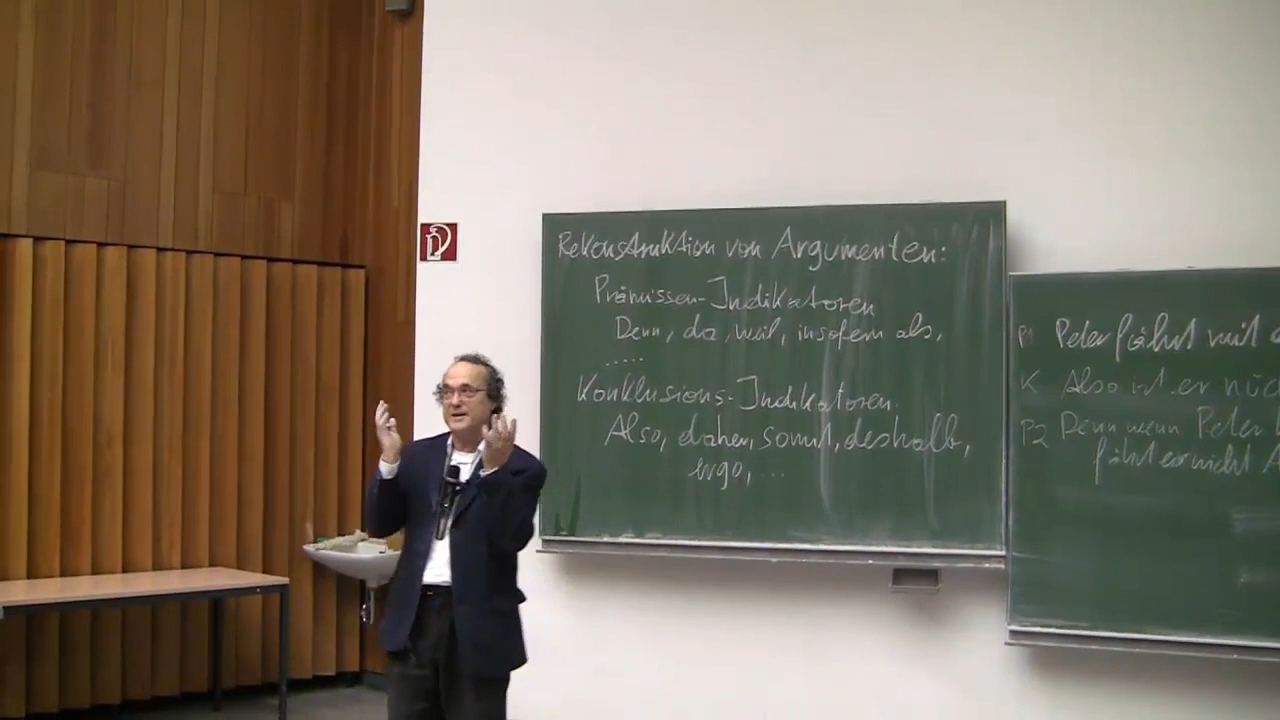 Rekonstruktion von Argumenten:
Prämissen-Indikatoren
Denn, da, weil, insofern als,
.....
Konklusions-Indikatoren:
Also, daher, somit, deshalb,
ergo, ...
P1 Peter fährt mit
K Also ist er
P2 Denn wenn Peter
fährt er nicht A